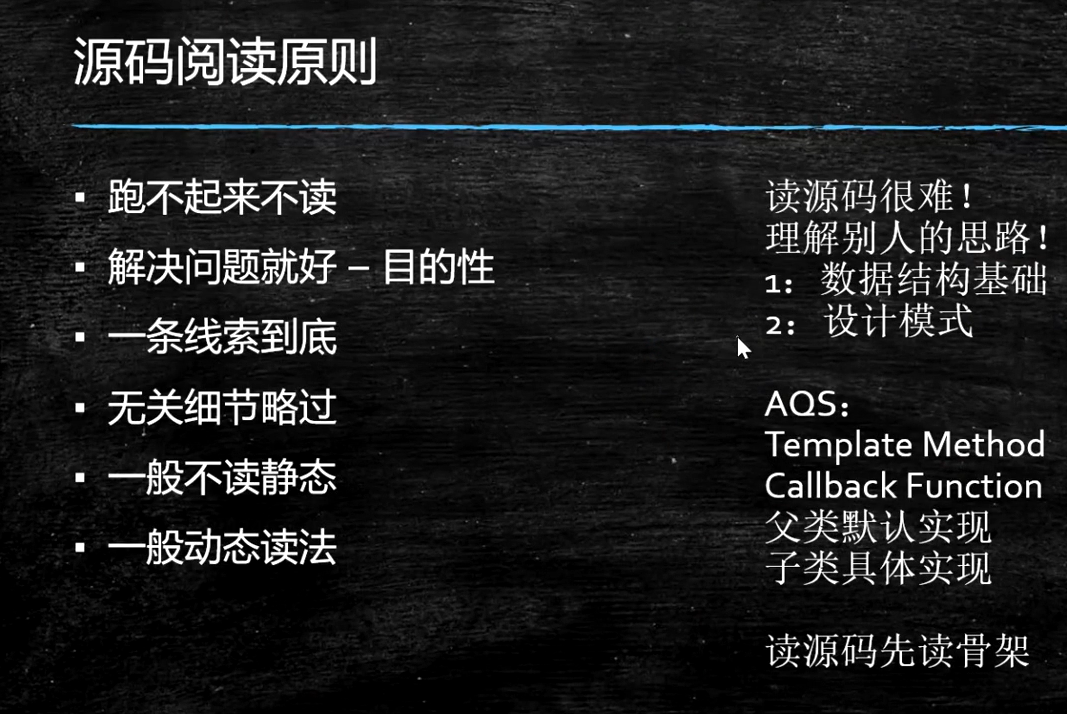 源码阅读原则
▪ 跑不起来不读
▪ 解决问题就好 – 目的性
▪ 一条线索到底
▪ 无关细节略过
▪ 一般不读静态
▪ 一般动态读法
读源码很难!
理解别人的思路!
1: 数据结构基础
2: 设计模式
AQS:
Template Method
Callback Function
父类默认实现
子类具体实现
读源码先读骨架